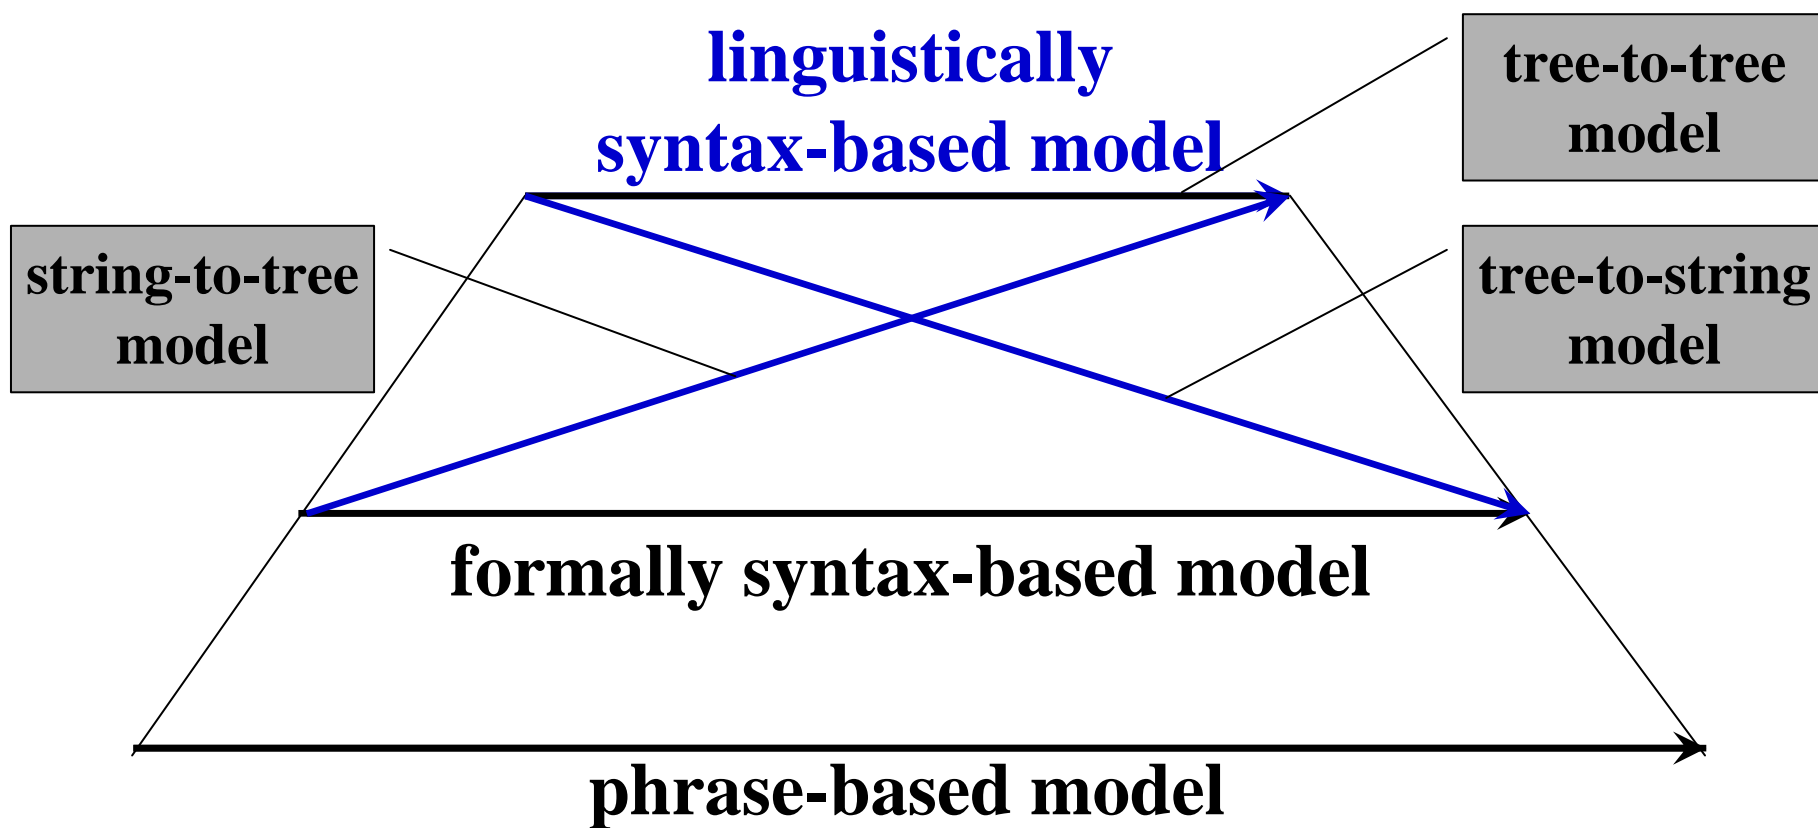 linguistically
syntax-based model
tree-to-tree
model
string-to-tree
model
tree-to-string
model
formally syntax-based model
phrase-based model